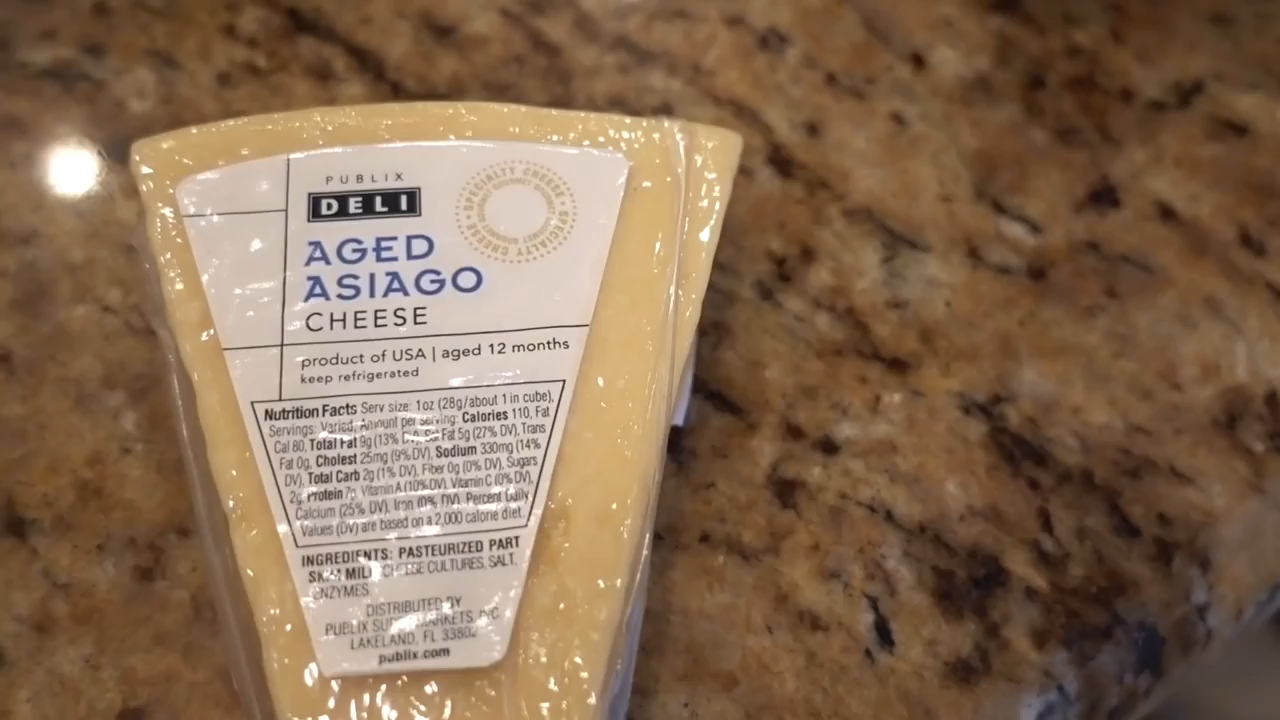 PUBLIX
DELI
SPECIALTY CHEESE • SPECIALTY CHEESE •
AGED
ASIAGO
CHEESE
product of USA | aged 12 months
keep refrigerated
Nutrition Facts Serv size: 1oz (28g/about 1 in cube),
Servings: Varied, Amount per serving: Calories 110, Fat
Cal 80, Total Fat 9g (13% DV), Sat Fat 5g (27% DV), Trans
Fat 0g, Cholest 25mg (9% DV), Sodium 330mg (14%
DV), Total Carb 2g (1% DV), Fiber 0g (0% DV), Sugars
2g, Protein 7g, Vitamin A (10% DV), Vitamin C (0% DV),
Calcium (25% DV), Iron (0% DV), Percent Daily
Values (DV) are based on a 2,000 calorie diet.
INGREDIENTS: PASTEURIZED PART
SKIM MILK, CHEESE CULTURES, SALT,
ENZYMES
DISTRIBUTED BY
PUBLIX SUPER MARKETS, INC
LAKELAND, FL 33802
publix.com